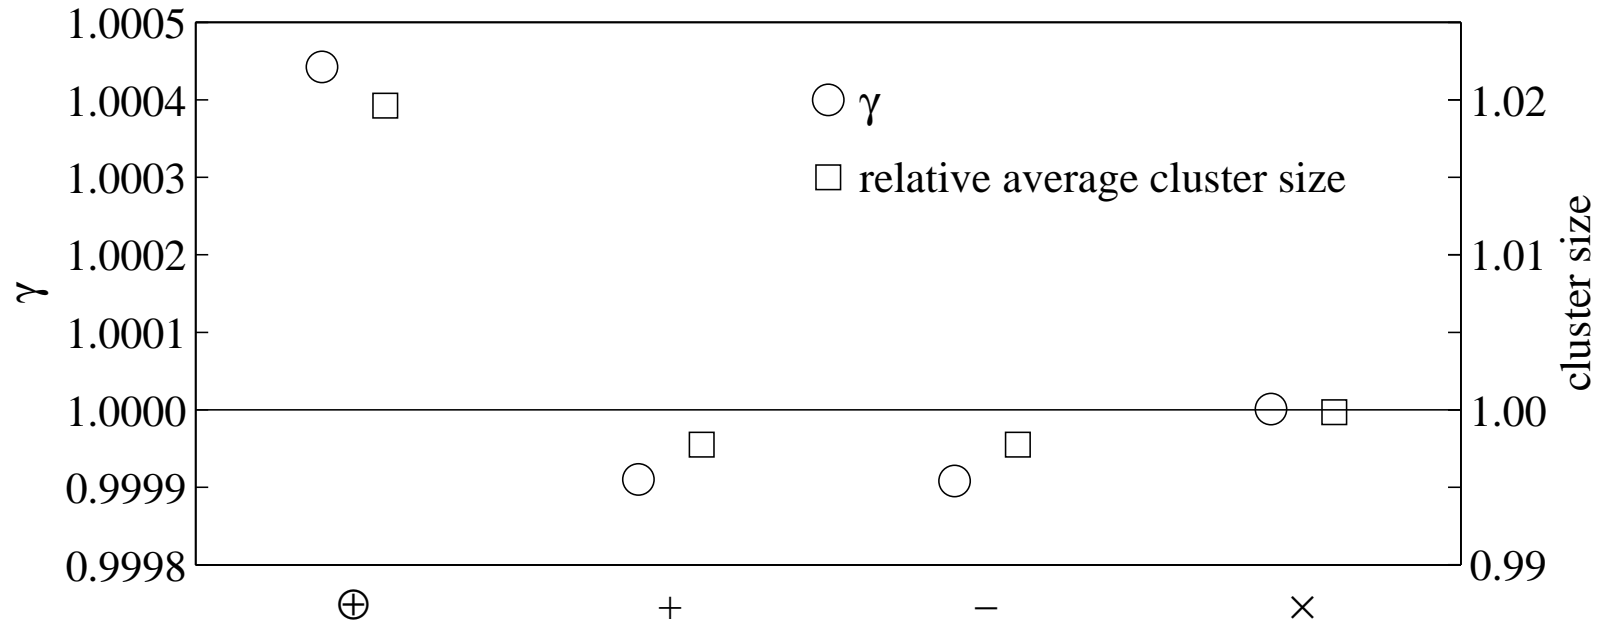 1.0005
1.0004
1.0003
1.0002
1.0001
1.0000
0.9999
0.9998
γ
γ
relative average cluster size
1.02
1.01
1.00
0.99
cluster size
⊕ + − ×